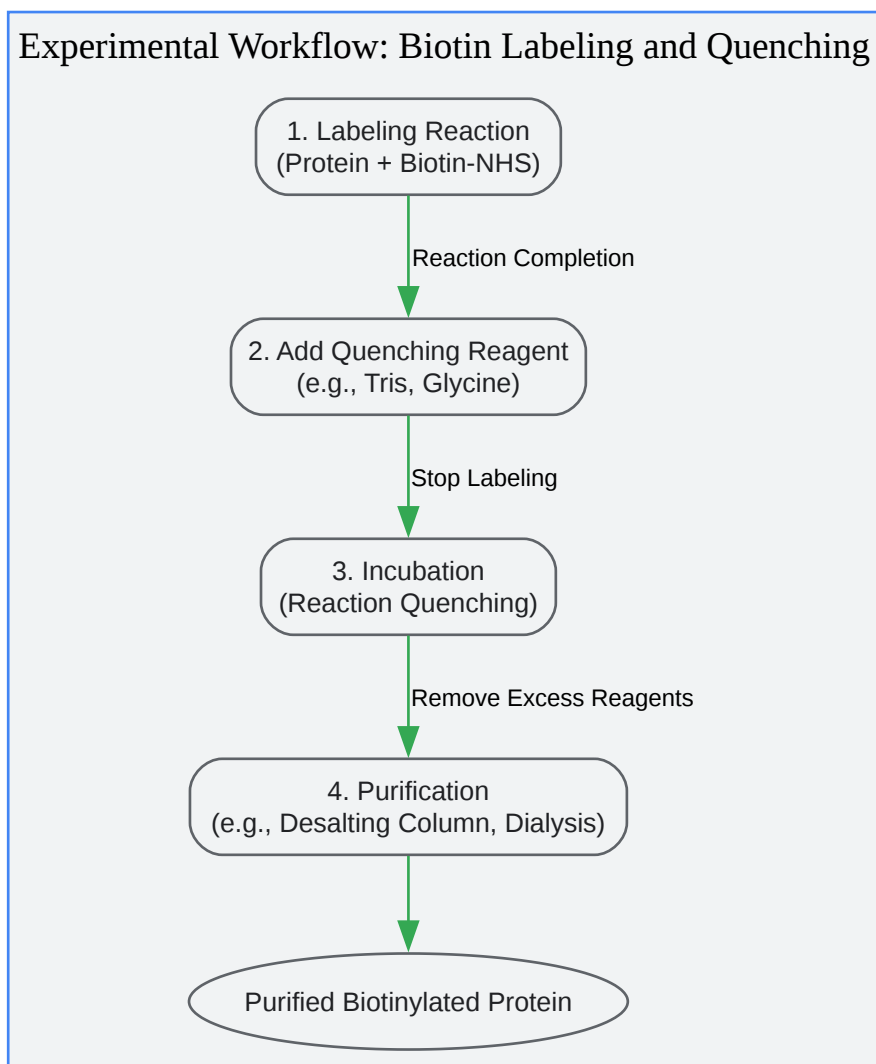 Experimental Workflow: Biotin Labeling and Quenching
1. Labeling Reaction
(Protein + Biotin-NHS)
Reaction Completion
2. Add Quenching Reagent
(e.g., Tris, Glycine)
Stop Labeling
3. Incubation
(Reaction Quenching)
Remove Excess Reagents
4. Purification
(e.g., Desalting Column, Dialysis)
Purified Biotinylated Protein